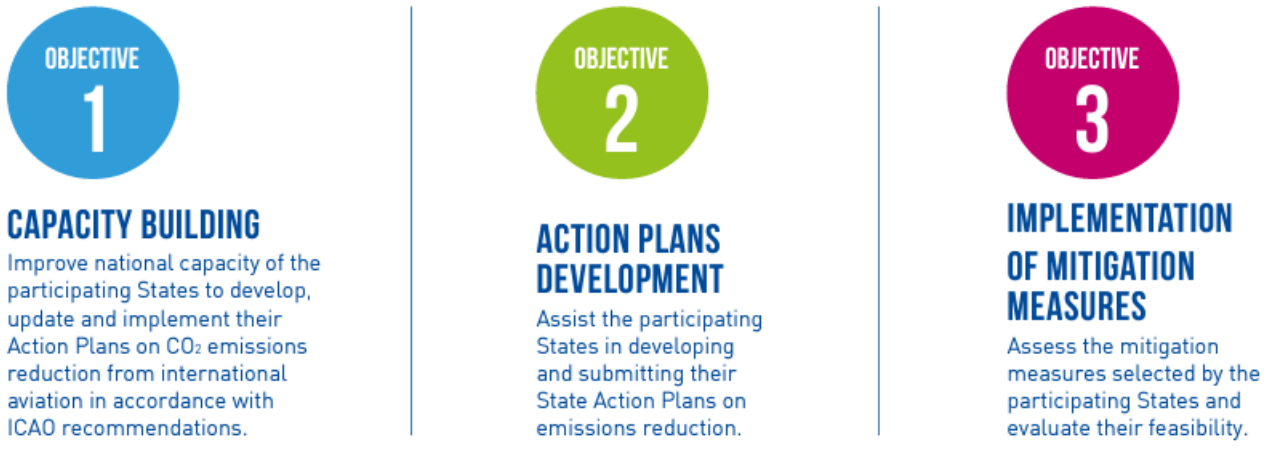 OBJECTIVE
1
CAPACITY BUILDING
Improve national capacity of the
participating States to develop,
update and implement their
Action Plans on CO₂ emissions
reduction from international
aviation in accordance with
ICAO recommendations.
OBJECTIVE
2
ACTION PLANS
DEVELOPMENT
Assist the participating
States in developing
and submitting their
State Action Plans on
emissions reduction.
OBJECTIVE
3
IMPLEMENTATION
OF MITIGATION
MEASURES
Assess the mitigation
measures selected by the
participating States and
evaluate their feasibility.